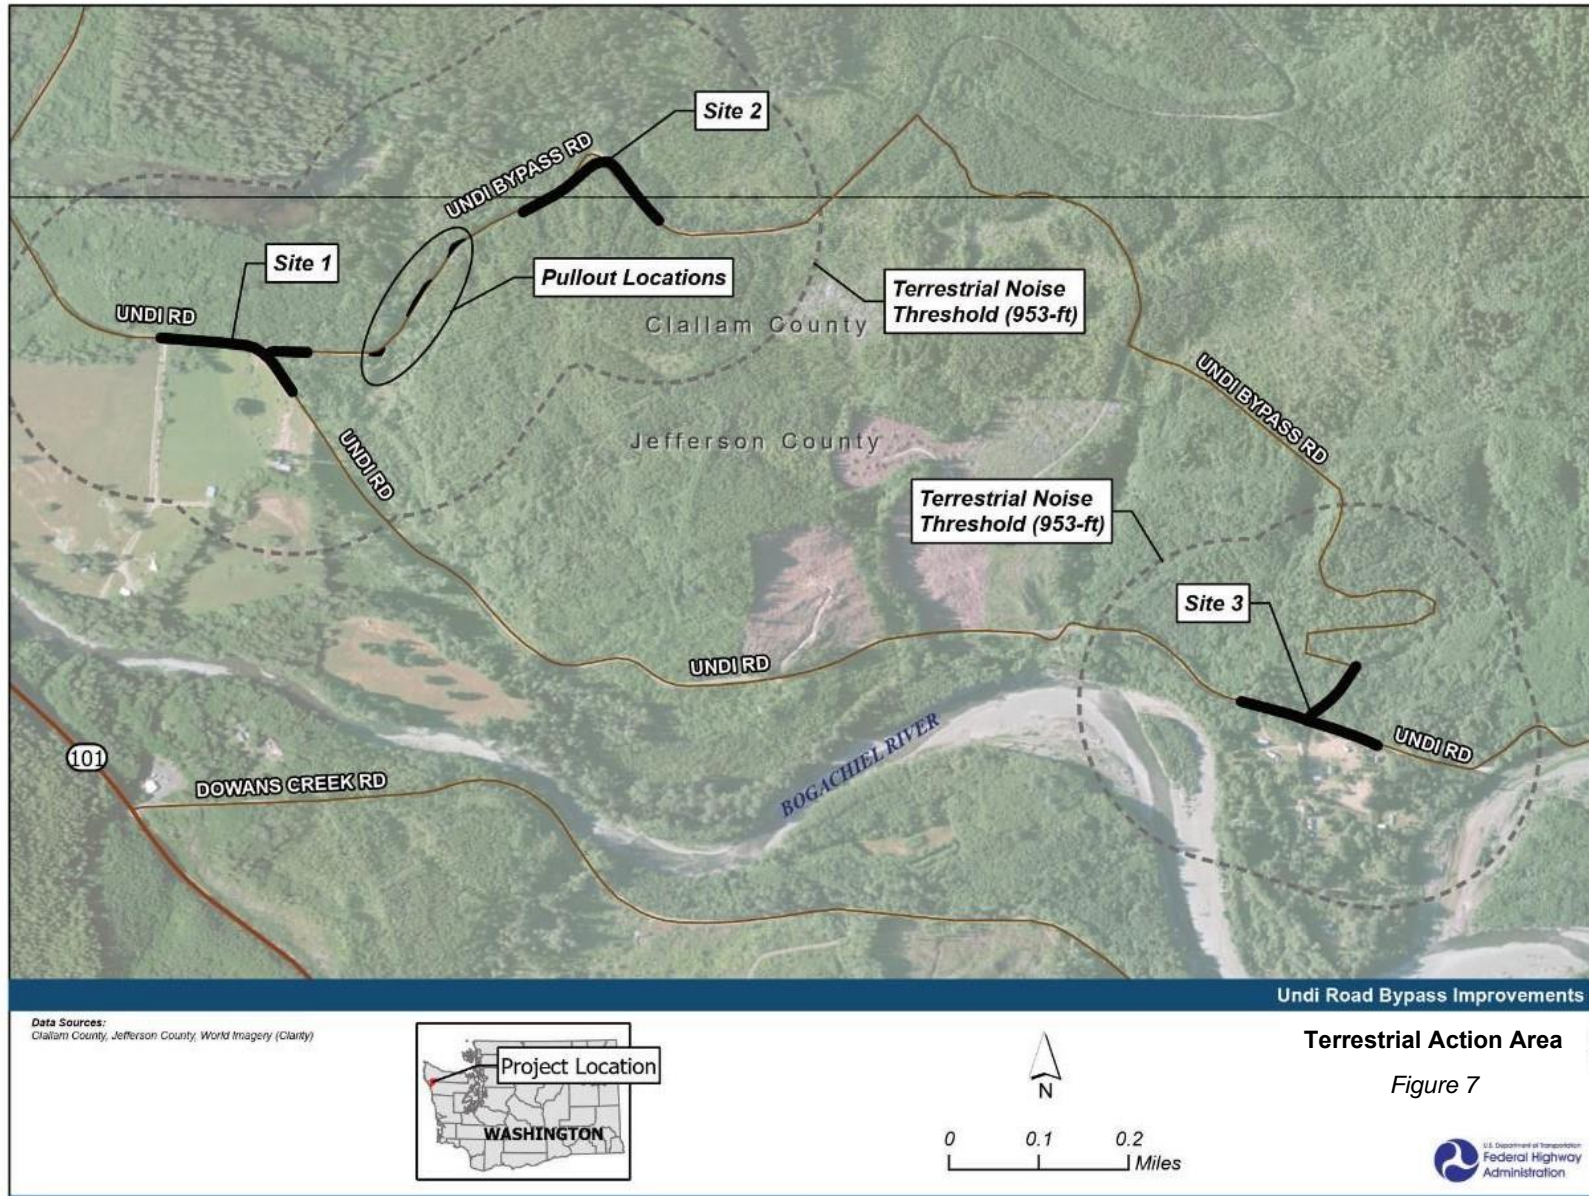 Site 2
UNDI BYPASS RD
Site 1
Pullout Locations
UNDI RD
Terrestrial Noise
Threshold (953-ft)
Clallam County
UNDI BYPASS RD
Jefferson County
UNDI RD
Terrestrial Noise
Threshold (953-ft)
Site 3
UNDI RD
BOGACHIEL RIVER
UNDI RD
101
DOWANS CREEK RD
Undi Road Bypass Improvements
Data Sources:
Clallam County, Jefferson County, World Imagery (Clarity)
Project Location
WASHINGTON
N
0 0.1 0.2
Miles
Terrestrial Action Area
Figure 7
U.S. Department of Transportation
Federal Highway
Administration